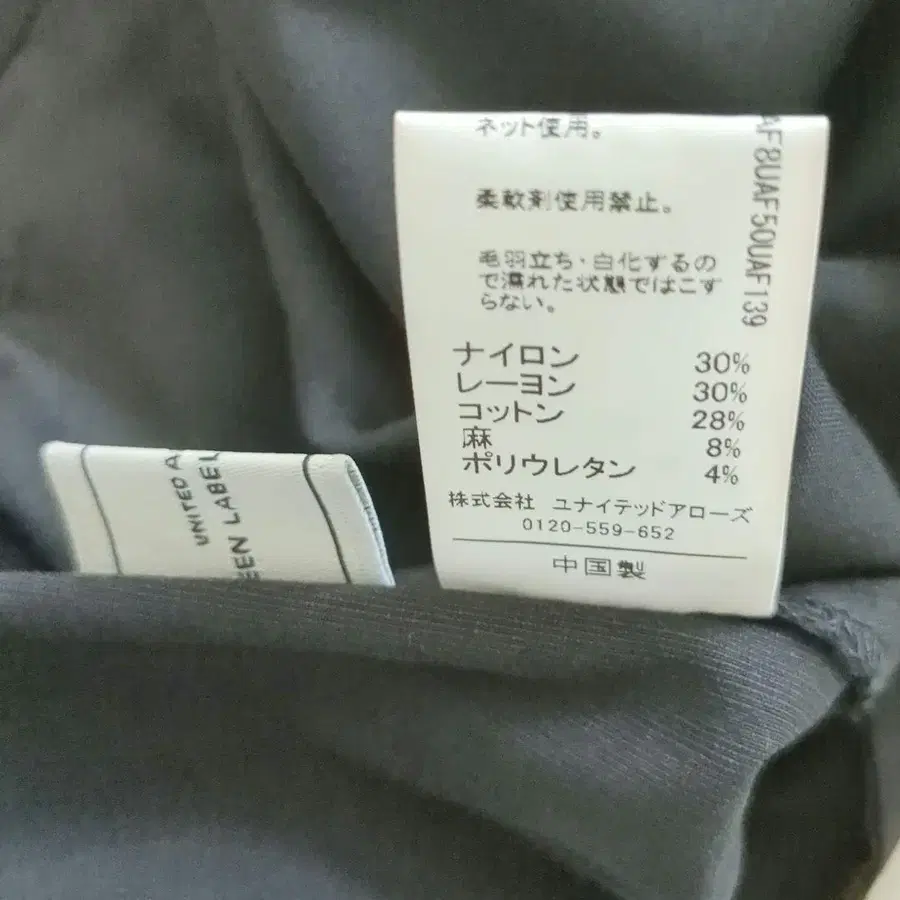 ネット使用。
柔軟剤使用禁止。
毛羽立ち・白化するの
で濡れた状態ではこす
らない。
ナイロン 30%
レーヨン 30%
コットン 28%
麻 8%
ポリウレタン 4%
株式会社 ユナイテッドアローズ
0120-559-652
中国製
AF8UAF50UAF139
UNITED A
EEN LABEL